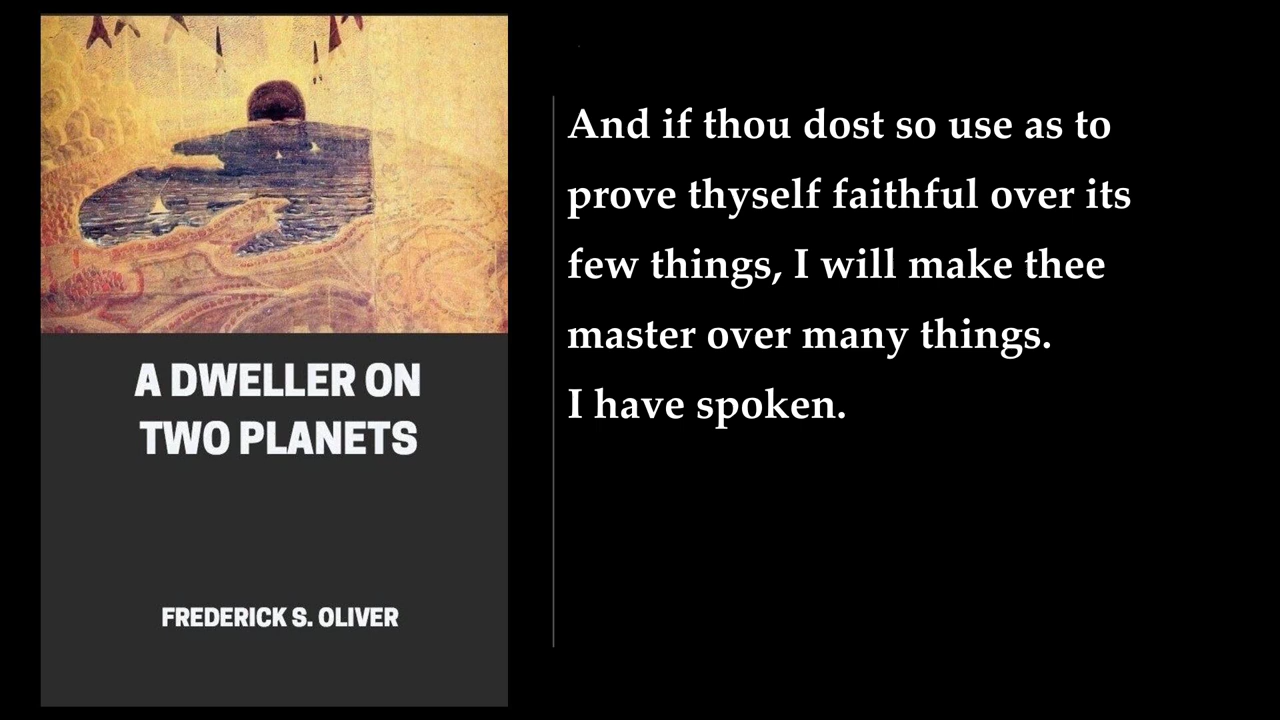 A DWELLER ON
TWO PLANETS
FREDERICK S. OLIVER
And if thou dost so use as to
prove thyself faithful over its
few things, I will make thee
master over many things.
I have spoken.